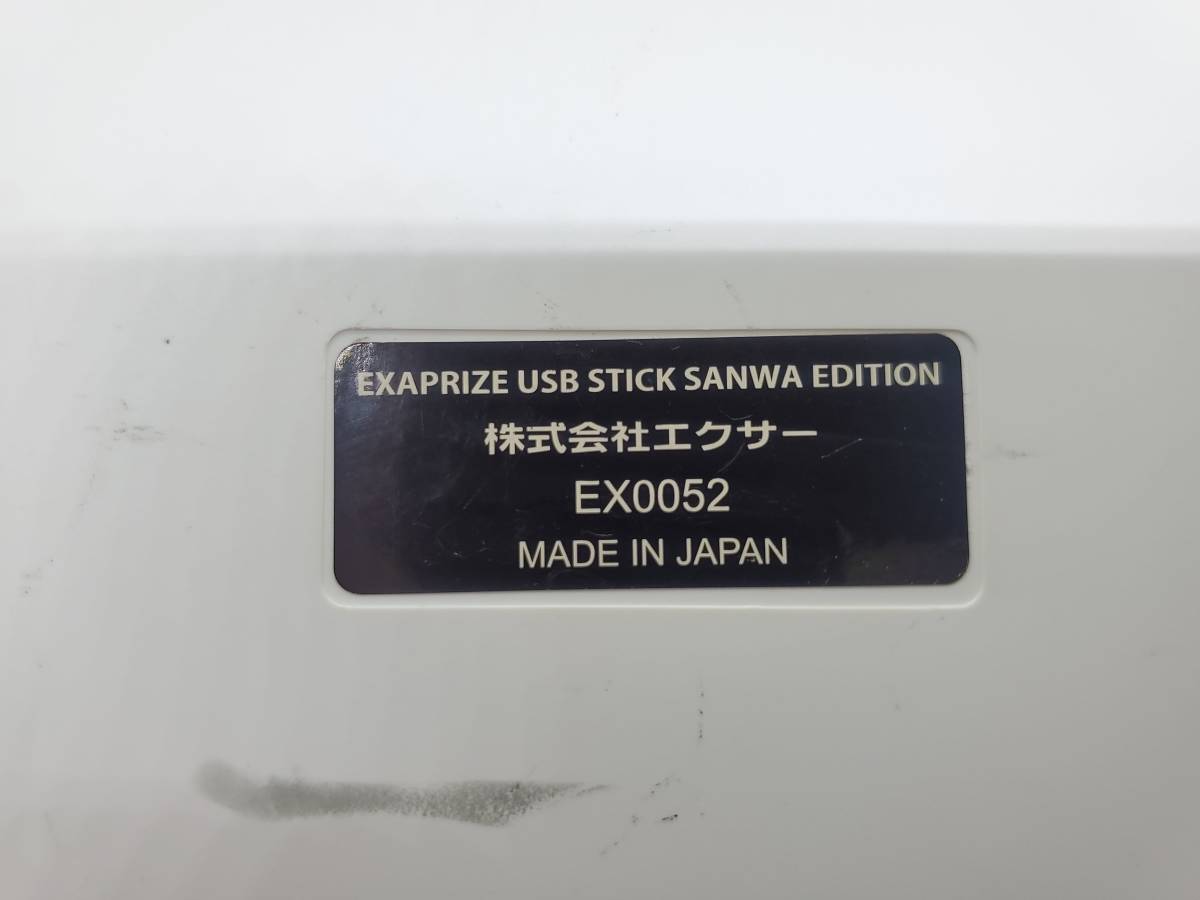 EXAPRIZE USB STICK SANWA EDITION
株式会社エクサー
EX0052
MADE IN JAPAN